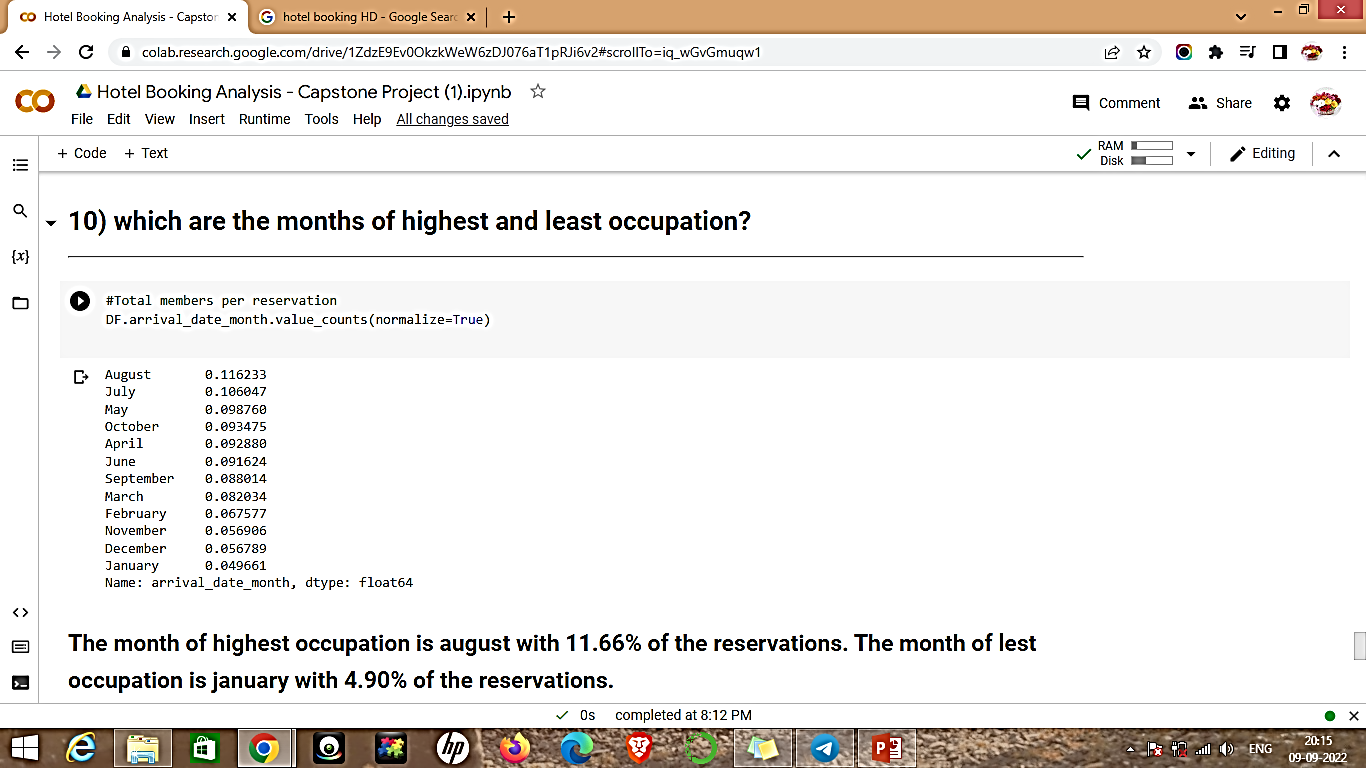 Hotel Booking Analysis - Capstor
hotel booking HD - Google Searc
colab.research.google.com/drive/1ZdzE9Ev0OkzkWeW6zDJ076aT1pRJi6v2#scrollTo=iq_wGvGmuqw1
Hotel Booking Analysis - Capstone Project (1).ipynb
File Edit View Insert Runtime Tools Help All changes saved
Comment Share
+ Code + Text
RAM
Disk
Editing
10) which are the months of highest and least occupation?
{x}
#Total members per reservation
DF.arrival_date_month.value_counts(normalize=True)
August 0.116233
July 0.106047
May 0.098760
October 0.093475
April 0.092880
June 0.091624
September 0.088014
March 0.082034
February 0.067577
November 0.056906
December 0.056789
January 0.049661
Name: arrival_date_month, dtype: float64
The month of highest occupation is august with 11.66% of the reservations. The month of lest
occupation is january with 4.90% of the reservations.
0s completed at 8:12 PM
hp
ENG
20:15
09-09-2022